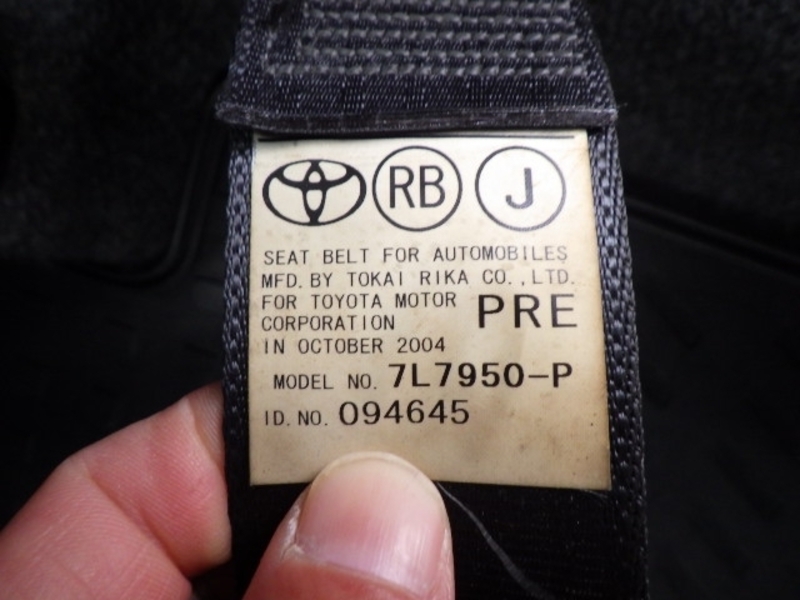 RB J
SEAT BELT FOR AUTOMOBILES
MFD. BY TOKAI RIKA CO., LTD.
FOR TOYOTA MOTOR
CORPORATION PRE
IN OCTOBER 2004
MODEL NO. 7L7950-P
ID. NO. 094645